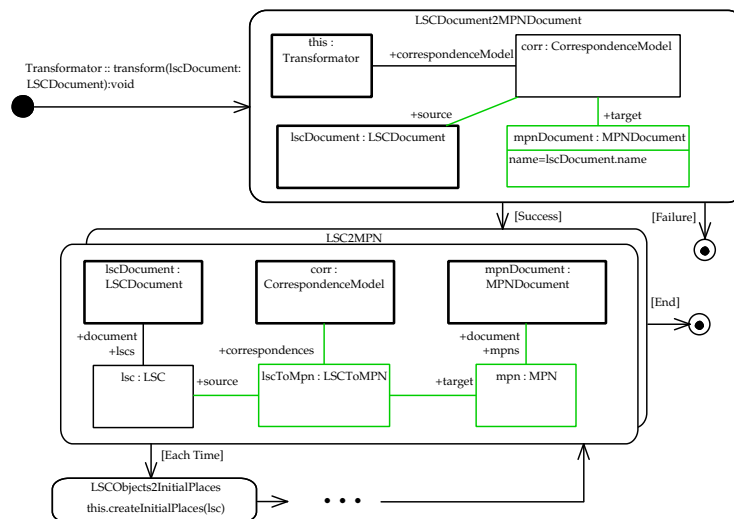 LSCDocument2MPNDocument
this :
Transformator
+correspondenceModel
corr: CorrespondenceModel
Transformator :: transform(lscDocument:
LSCDocument):void
+source
+target
lscDocument : LSCDocument
mpnDocument : MPNDocument
name=lscDocument.name
[Success]
[Failure]
LSC2MPN
lscDocument :
LSCDocument
corr:
CorrespondenceModel
mpnDocument :
MPNDocument
[End]
+document
+lscs
+correspondences
+document
+mpns
lsc : LSC
+source
lscToMpn : LSCToMPN
+target
mpn : MPN
[Each Time]
LSCObjects2InitialPlaces
this.createInitialPlaces(lsc)
• • •